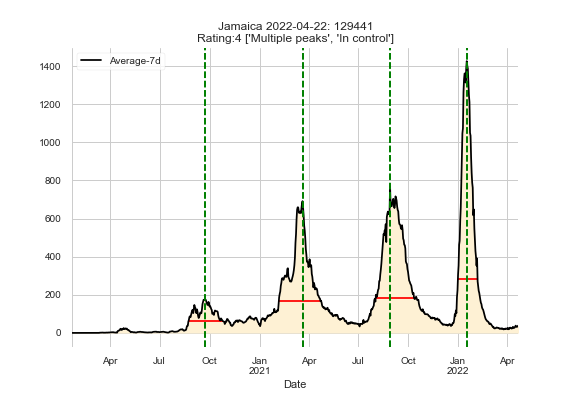 Jamaica 2022-04-22: 129441
Rating:4 ['Multiple peaks', 'In control']
Average-7d
1400
1200
1000
800
600
400
200
0
Apr Jul Oct Jan Apr Jul Oct Jan Apr
2021 2022
Date